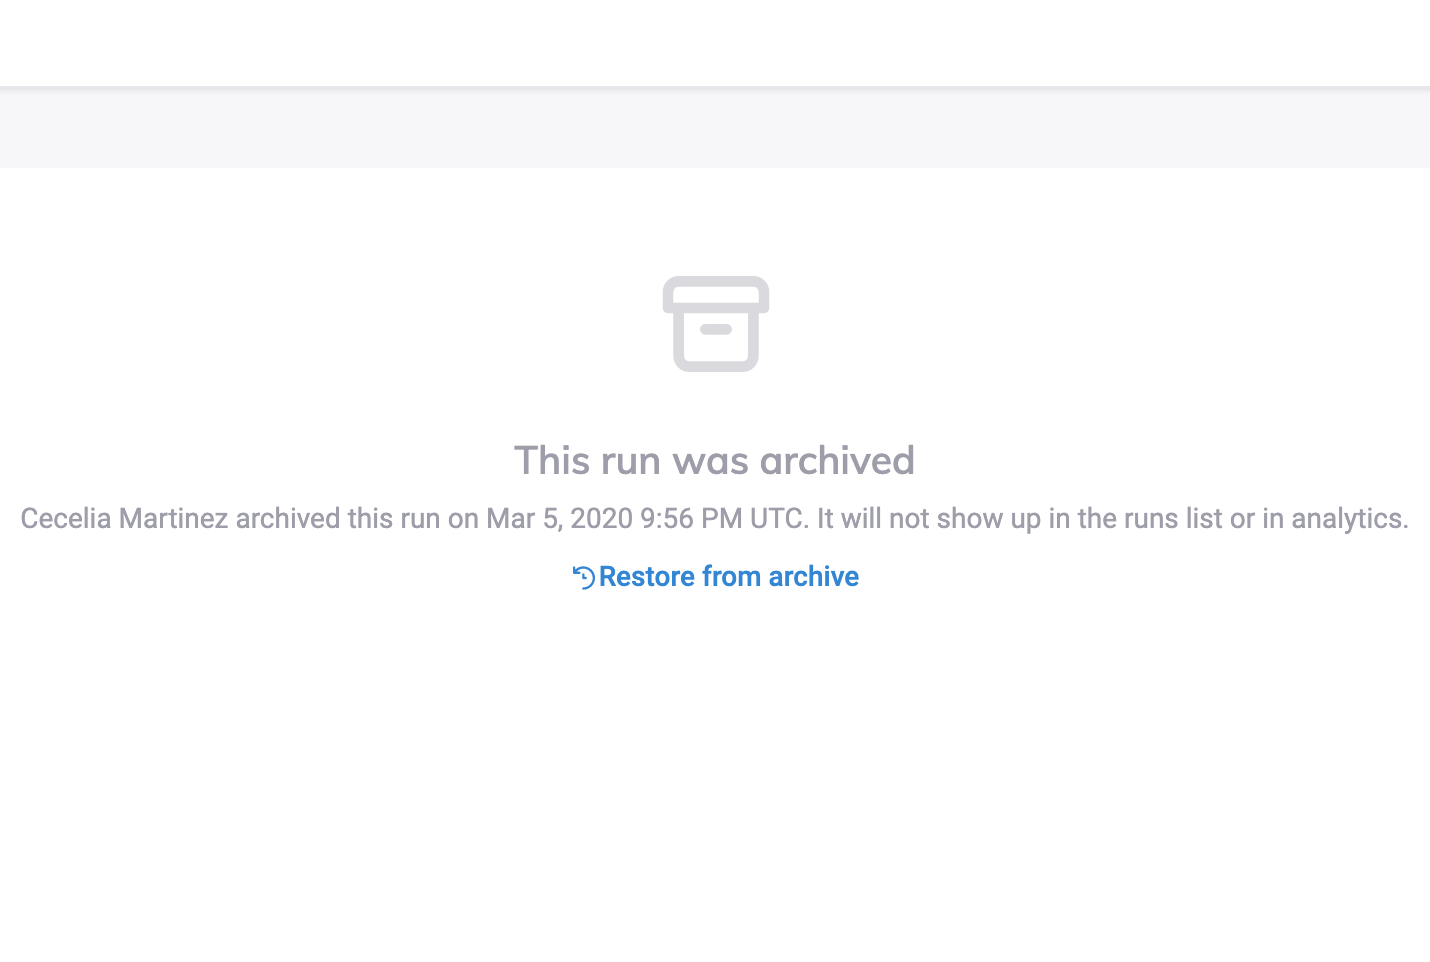 This run was archived
Cecelia Martinez archived this run on Mar 5, 2020 9:56 PM UTC. It will not show up in the runs list or in analytics.
Restore from archive